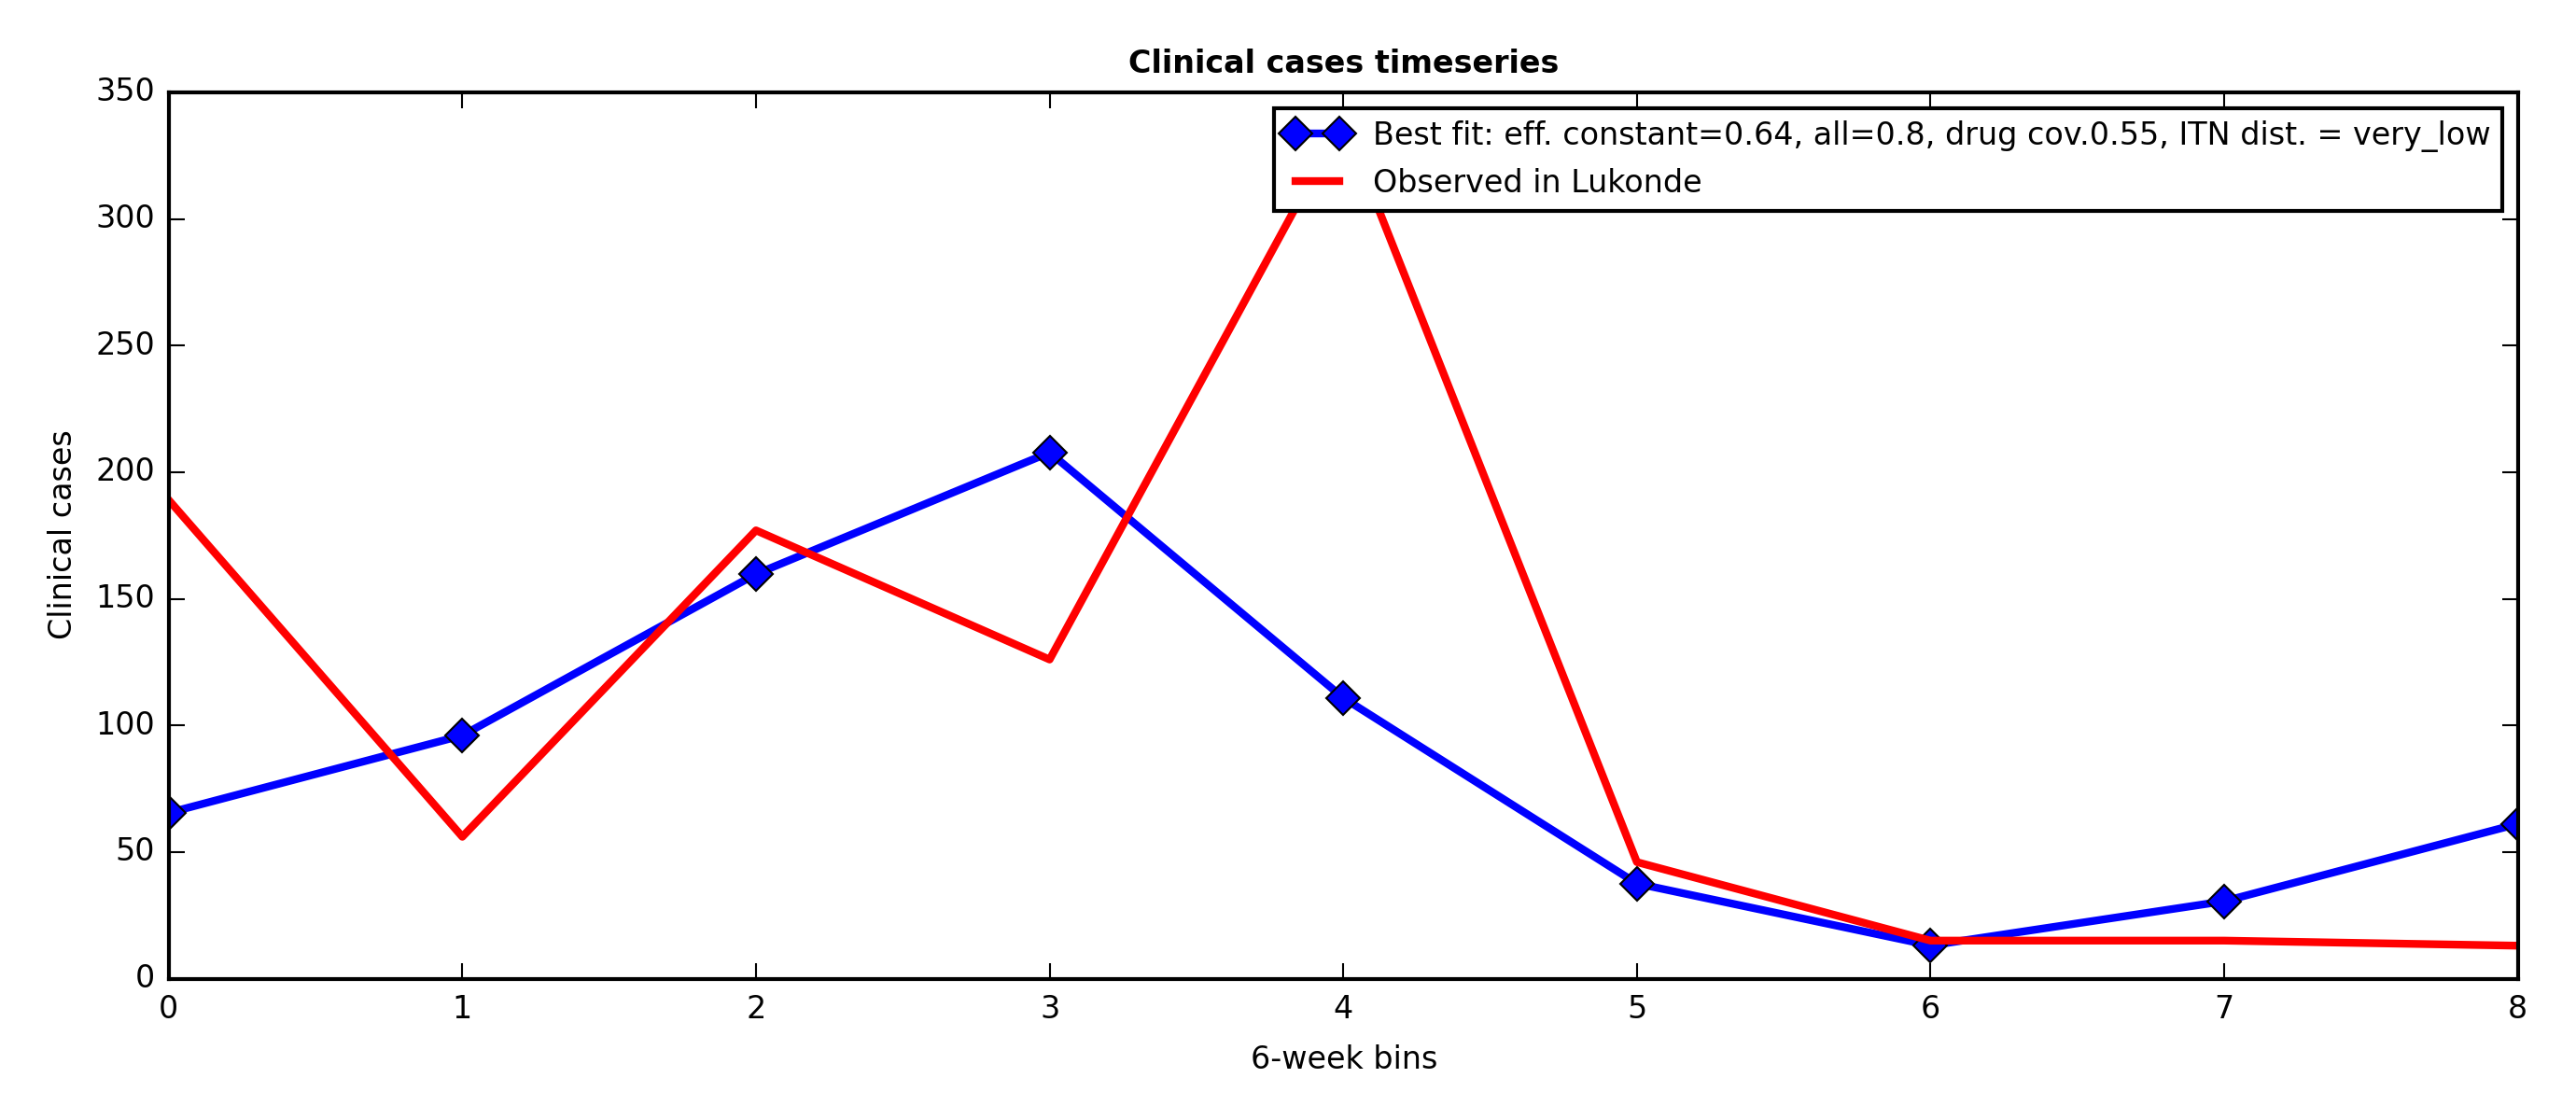 Clinical cases timeseries
350
300
250
200
150
100
50
0
Clinical cases
Best fit: eff. constant=0.64, all=0.8, drug cov.0.55, ITN dist. = very_low
Observed in Lukonde
0 1 2 3 4 5 6 7 8
6-week bins